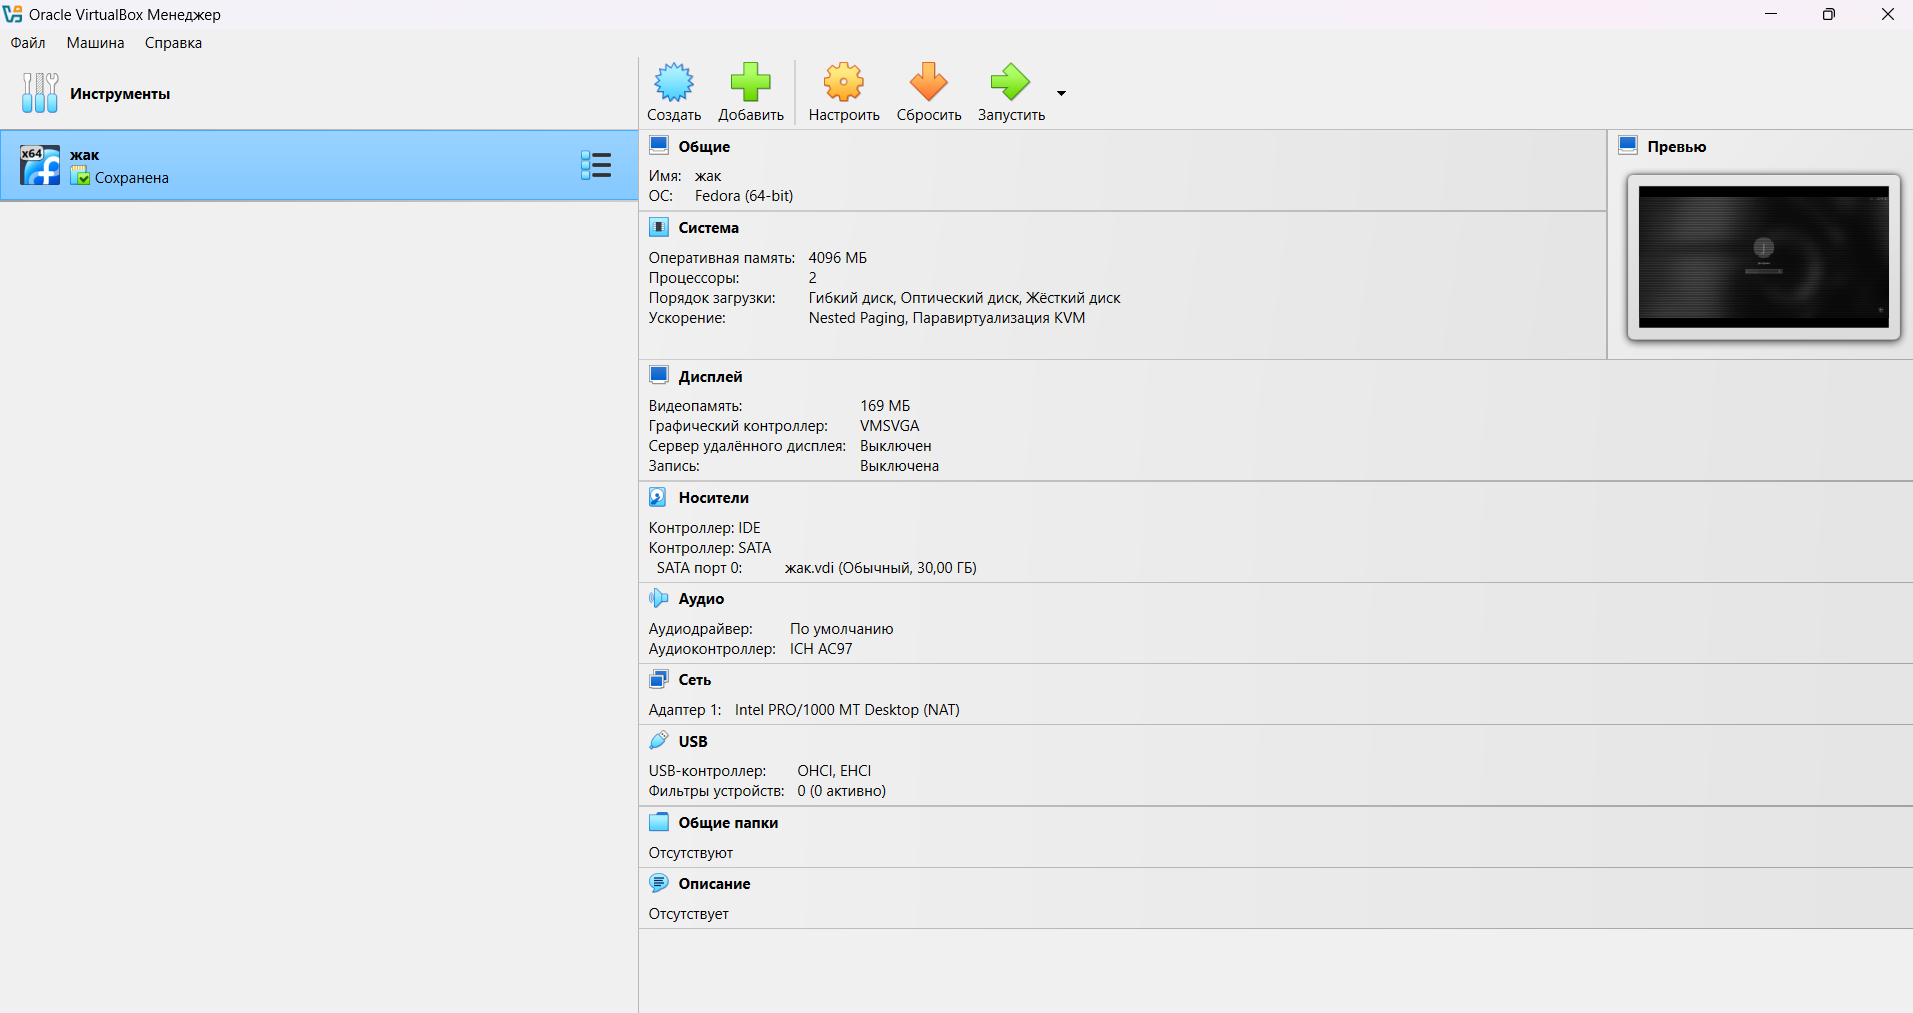 Oracle VirtualBox Менеджер
Файл Машина Справка
Инструменты
Создать Добавить Настроить Сбросить Запустить
x64
жак
Сохранена
Общие
Имя: жак
ОС: Fedora (64-bit)
Превью
Система
Оперативная память: 4096 МБ
Процессоры: 2
Порядок загрузки: Гибкий диск, Оптический диск, Жёсткий диск
Ускорение: Nested Paging, Паравиртуализация KVM
Дисплей
Видеопамять: 169 МБ
Графический контроллер: VMSVGA
Сервер удалённого дисплея: Выключен
Запись: Выключена
Носители
Контроллер: IDE
Контроллер: SATA
SATA порт 0: жак.vdi (Обычный, 30,00 ГБ)
Аудио
Аудиодрайвер: По умолчанию
Аудиоконтроллер: ICH AC97
Сеть
Адаптер 1: Intel PRO/1000 MT Desktop (NAT)
USB
USB-контроллер: OHCI, EHCI
Фильтры устройств: 0 (0 активно)
Общие папки
Отсутствуют
Описание
Отсутствует